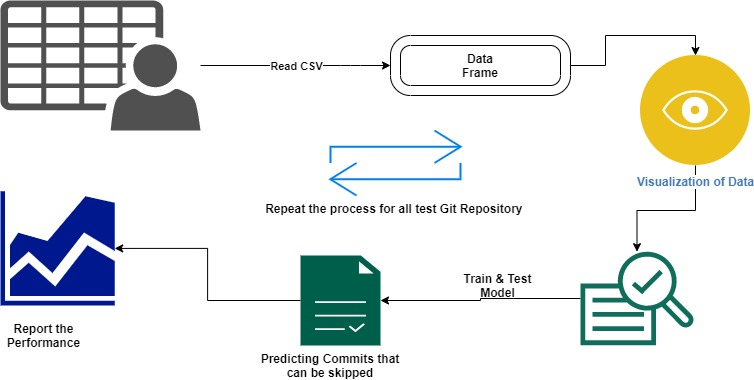 Read CSV
Data
Frame
Visualization of Data
Repeat the process for all test Git Repository
Train & Test
Model
Predicting Commits that
can be skipped
Report the
Performance